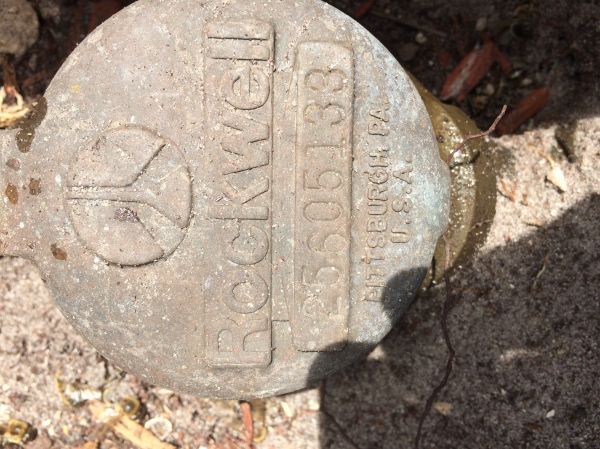 Rockwell
25605133
PITTSBURGH. PA.
U.S.A.